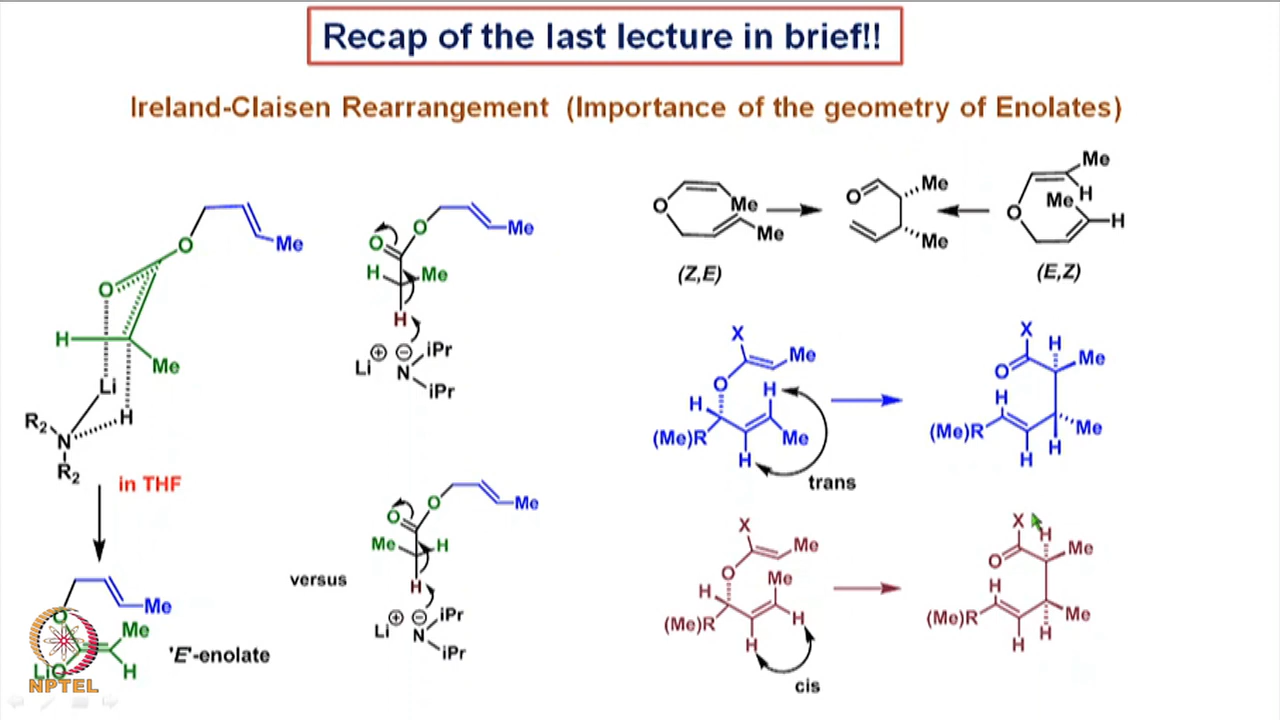 Recap of the last lecture in brief!!
Ireland-Claisen Rearrangement (Importance of the geometry of Enolates)
O
Me
O
H
Me
Li
H
R2
N
R2
in THF
O
Me
Me
LiO
H
'E'-enolate
NPTEL
O
Me
O
H
Me
H
Li ⊕ ⊖ iPr
N
iPr
versus
O
Me
O
Me
H
H
Li ⊕ ⊖ iPr
N
iPr
O
Me
Me
(Z,E)
O
Me
Me
Me
Me
H
O
H
(E,Z)
X
Me
O
H
H
(Me)R
Me
H
trans
X
H
O
Me
H
(Me)R
Me
H
H
X
Me
O
Me
H
(Me)R
H
H
cis
X
H
O
Me
H
(Me)R
Me
H
H